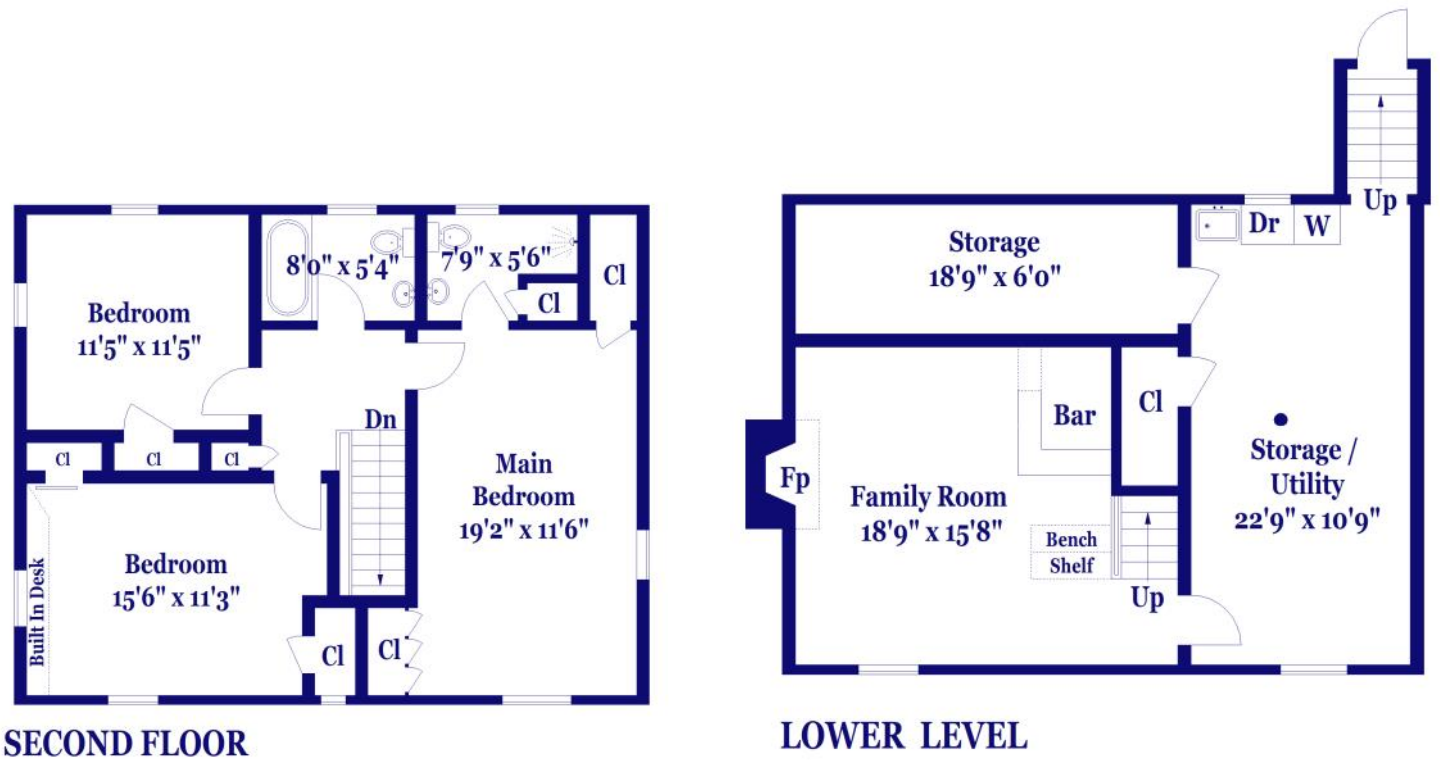 8'0" x 5'4"
7'9" x 5'6"
Cl
Cl
Bedroom
11'5" x 11'5"
Dn
Cl
Cl
Cl
Main
Bedroom
19'2" x 11'6"
Bedroom
15'6" x 11'3"
Built In Desk
Cl
Cl
SECOND FLOOR
Up
Dr
W
Storage
18'9" x 6'0"
Cl
Bar
Storage /
Utility
22'9" x 10'9"
Fp
Family Room
18'9" x 15'8"
Bench
Shelf
Up
LOWER LEVEL